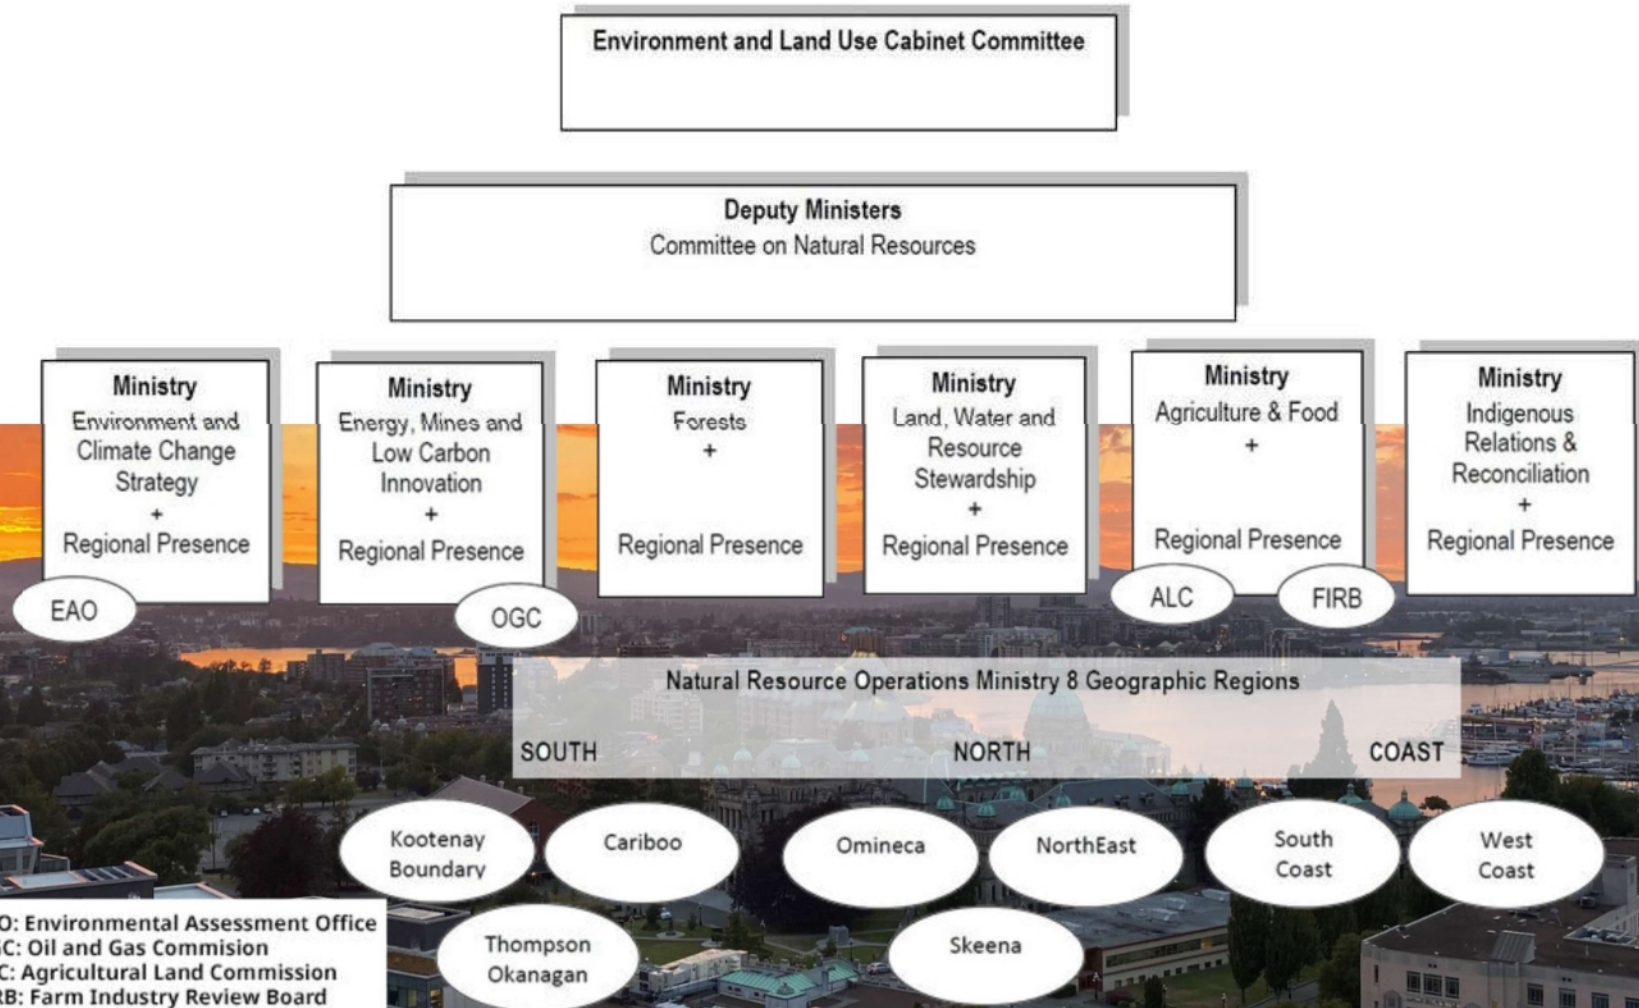 Environment and Land Use Cabinet Committee
Deputy Ministers
Committee on Natural Resources
Ministry
Environment and
Climate Change
Strategy
+
Regional Presence
EAO
Ministry
Energy, Mines and
Low Carbon
Innovation
+
Regional Presence
OGC
Ministry
Forests
+
Regional Presence
Ministry
Land, Water and
Resource
Stewardship
+
Regional Presence
Ministry
Agriculture & Food
+
Regional Presence
ALC
FIRB
Ministry
Indigenous
Relations &
Reconciliation
+
Regional Presence
Natural Resource Operations Ministry 8 Geographic Regions
SOUTH NORTH COAST
Kootenay
Boundary
Cariboo
Thompson
Okanagan
Omineca
NorthEast
Skeena
South
Coast
West
Coast
O: Environmental Assessment Office
GC: Oil and Gas Commision
C: Agricultural Land Commission
RB: Farm Industry Review Board